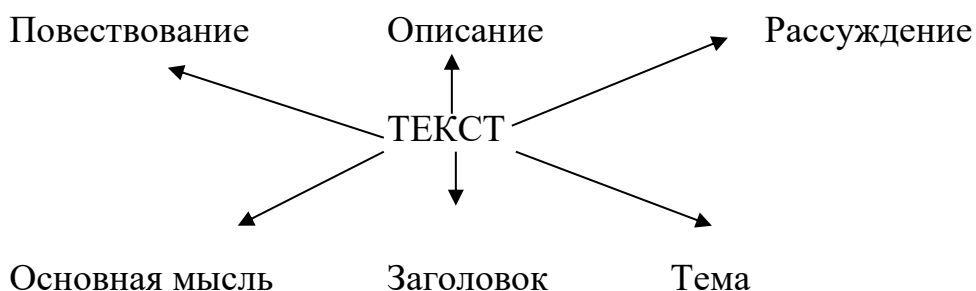 Повествование Описание Рассуждение
ТЕКСТ
Основная мысль Заголовок Тема